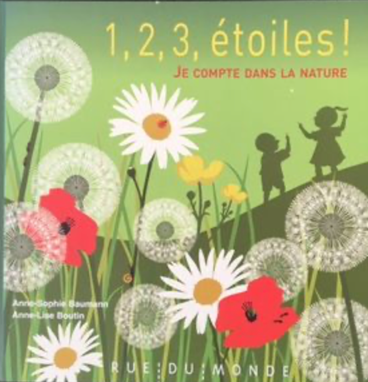 1, 2, 3, étoiles !
JE COMPTE DANS LA NATURE
Anne-Sophie Baumann
Anne-Lise Boutin
RUE DU MONDE